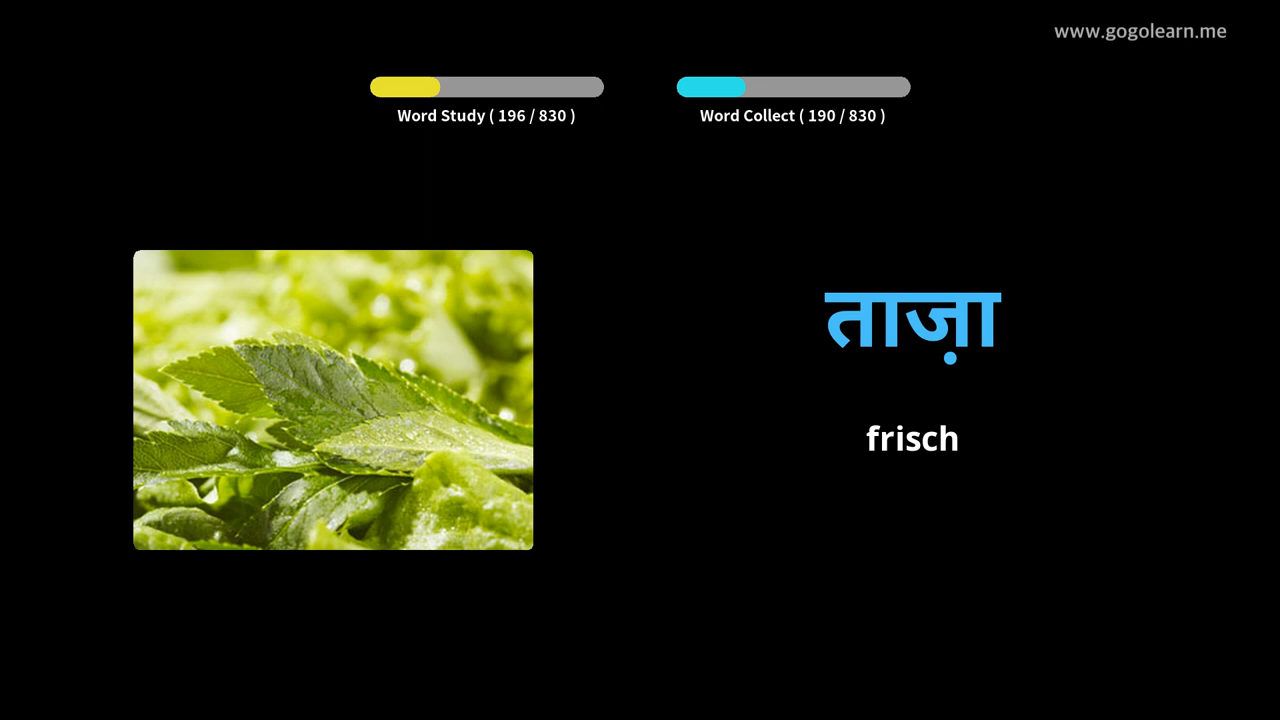 www.gogolearn.me
Word Study ( 196 / 830 )
Word Collect ( 190 / 830 )
ताज़ा
frisch